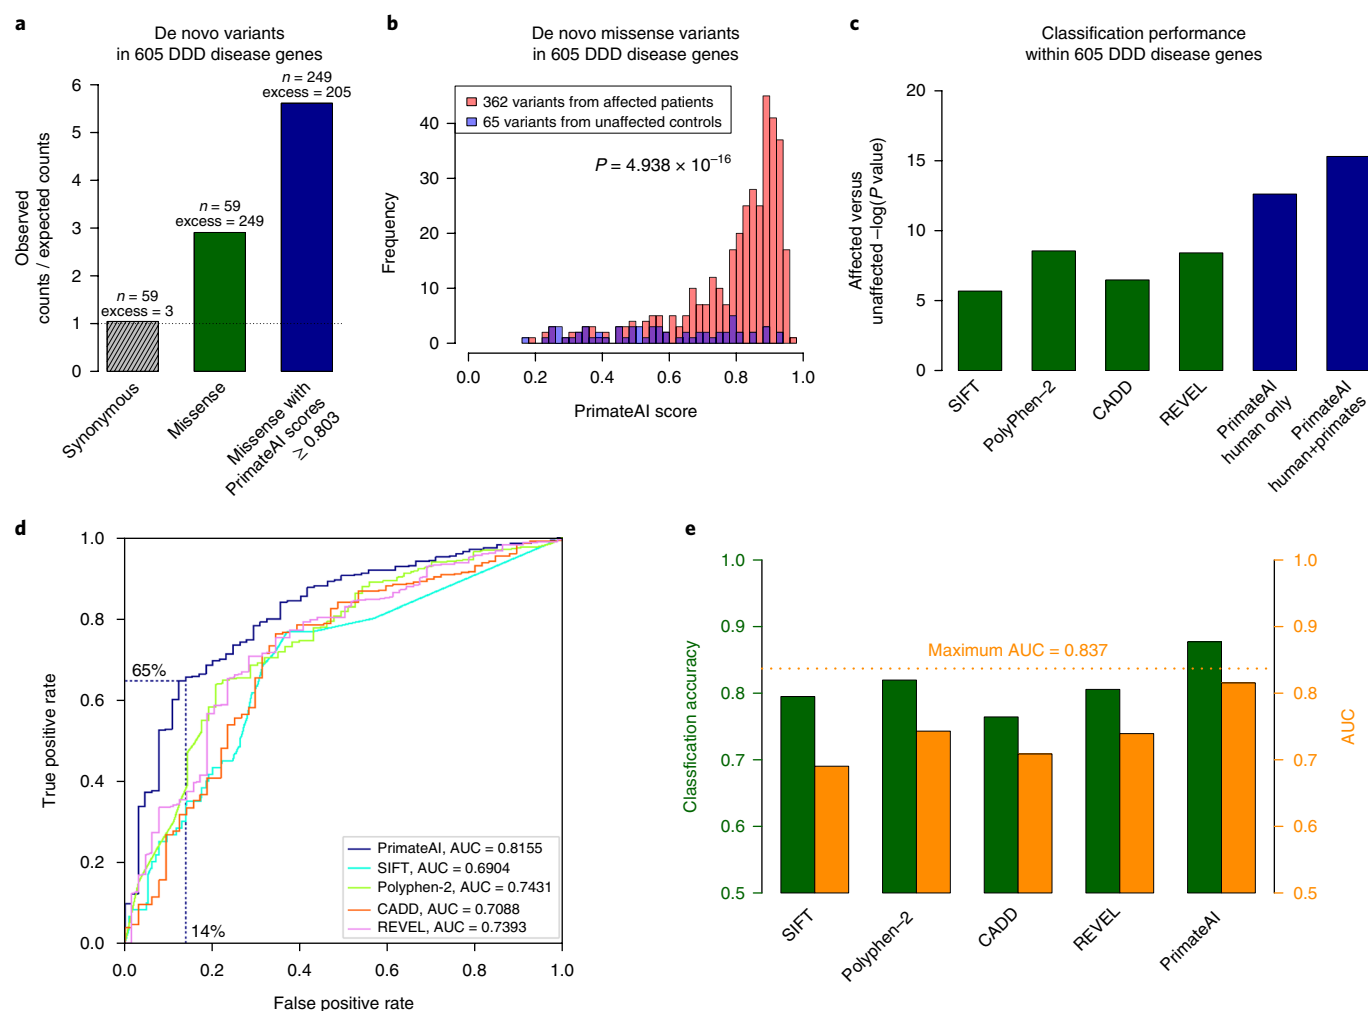 a
De novo variants
in 605 DDD disease genes
Observed
counts / expected counts
6
5
4
3
2
1
0
n = 59
excess = 3
n = 59
excess = 249
n = 249
excess = 205
Synonymous
Missense
Missense with
PrimateAI scores
≥ 0.803
b
De novo missense variants
in 605 DDD disease genes
362 variants from affected patients
65 variants from unaffected controls
P = 4.938 × 10−16
Frequency
40
30
20
10
0
0.0 0.2 0.4 0.6 0.8 1.0
PrimateAI score
c
Classification performance
within 605 DDD disease genes
Affected versus
unaffected –log(P value)
20
15
10
5
0
SIFT
PolyPhen–2
CADD
REVEL
PrimateAI
human only
PrimateAI
human+primates
d
True positive rate
1.0
0.8
0.6
0.4
0.2
0.0
65%
14%
PrimateAI, AUC = 0.8155
SIFT, AUC = 0.6904
Polyphen-2, AUC = 0.7431
CADD, AUC = 0.7088
REVEL, AUC = 0.7393
0.0 0.2 0.4 0.6 0.8 1.0
False positive rate
e
Classfication accuracy
1.0
0.9
0.8
0.7
0.6
0.5
Maximum AUC = 0.837
1.0
0.9
0.8
0.7
0.6
0.5
AUC
SIFT
Polyphen–2
CADD
REVEL
PrimateAI